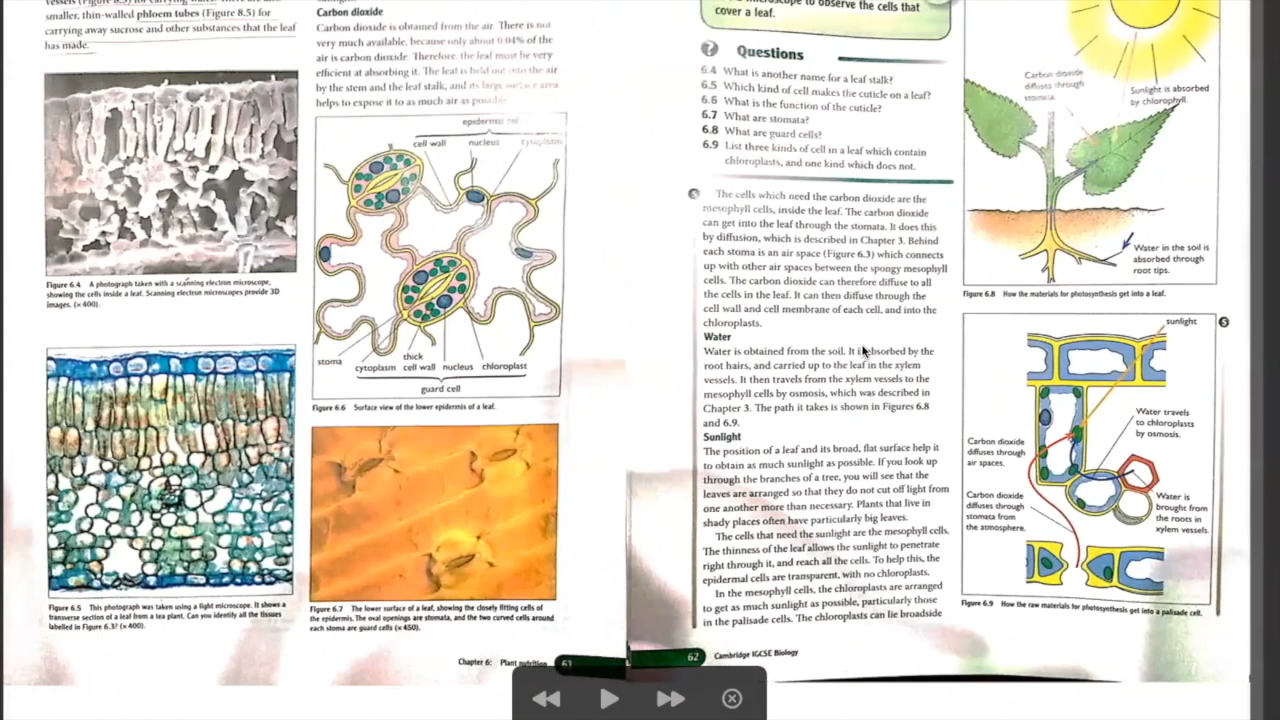 smaller, thin-walled phloem tubes (Figure 8.5) for
carrying away sucrose and other substances that the leaf
has made.
Figure 6.4 A photograph taken with a scanning electron microscope,
showing the cells inside a leaf. Scanning electron microscopes provide 3D
images. (× 400)
Figure 6.5 This photograph was taken using a light microscope. It shows a
transverse section of a leaf from a tea plant. Can you identify all the tissues
labelled in Figure 6.3? (× 400)
Carbon dioxide
Carbon dioxide is obtained from the air. There is not
very much available, because only about 0.04% of the
air is carbon dioxide. Therefore, the leaf must be very
efficient at absorbing it. The leaf is held out into the air
by the stem and the leaf stalk, and its large surface area
helps to expose it to as much air as possible
epidermal cell
cell wall nucleus cytoplasm
stoma
cytoplasm thick cell wall nucleus chloroplast
guard cell
Figure 6.6 Surface view of the lower epidermis of a leaf.
Figure 6.7 The lower surface of a leaf, showing the closely fitting cells of
the epidermis. The oval openings are stomata, and the two curved cells around
each stoma are guard cells (× 450).
Chapter 6: Plant nutrition 61
microscope to observe the cells that
cover a leaf.
? Questions
6.4 What is another name for a leaf stalk?
6.5 Which kind of cell makes the cuticle on a leaf?
6.6 What is the function of the cuticle?
6.7 What are stomata?
6.8 What are guard cells?
6.9 List three kinds of cell in a leaf which contain
chloroplasts, and one kind which does not.
S The cells which need the carbon dioxide are the
mesophyll cells, inside the leaf. The carbon dioxide
can get into the leaf through the stomata. It does this
by diffusion, which is described in Chapter 3. Behind
each stoma is an air space (Figure 6.3) which connects
up with other air spaces between the spongy mesophyll
cells. The carbon dioxide can therefore diffuse to all
the cells in the leaf. It can then diffuse through the
cell wall and cell membrane of each cell, and into the
chloroplasts.
Water
Water is obtained from the soil. It is absorbed by the
root hairs, and carried up to the leaf in the xylem
vessels. It then travels from the xylem vessels to the
mesophyll cells by osmosis, which was described in
Chapter 3. The path it takes is shown in Figures 6.8
and 6.9.
Sunlight
The position of a leaf and its broad, flat surface help it
to obtain as much sunlight as possible. If you look up
through the branches of a tree, you will see that the
leaves are arranged so that they do not cut off light from
one another more than necessary. Plants that live in
shady places often have particularly big leaves.
The cells that need the sunlight are the mesophyll cells.
The thinness of the leaf allows the sunlight to penetrate
right through it, and reach all the cells. To help this, the
epidermal cells are transparent, with no chloroplasts.
In the mesophyll cells, the chloroplasts are arranged
to get as much sunlight as possible, particularly those
in the palisade cells. The chloroplasts can lie broadside
62 Cambridge IGCSE Biology
Carbon dioxide
diffuses through
stomata.
Sunlight is absorbed
by chlorophyll.
Water in the soil is
absorbed through
root tips.
Figure 6.8 How the materials for photosynthesis get into a leaf.
sunlight
S
Water travels
to chloroplasts
by osmosis.
Carbon dioxide
diffuses through
air spaces.
Carbon dioxide
diffuses through
stomata from
the atmosphere.
Water is
brought from
the roots in
xylem vessels.
Figure 6.9 How the raw materials for photosynthesis get into a palisade cell.